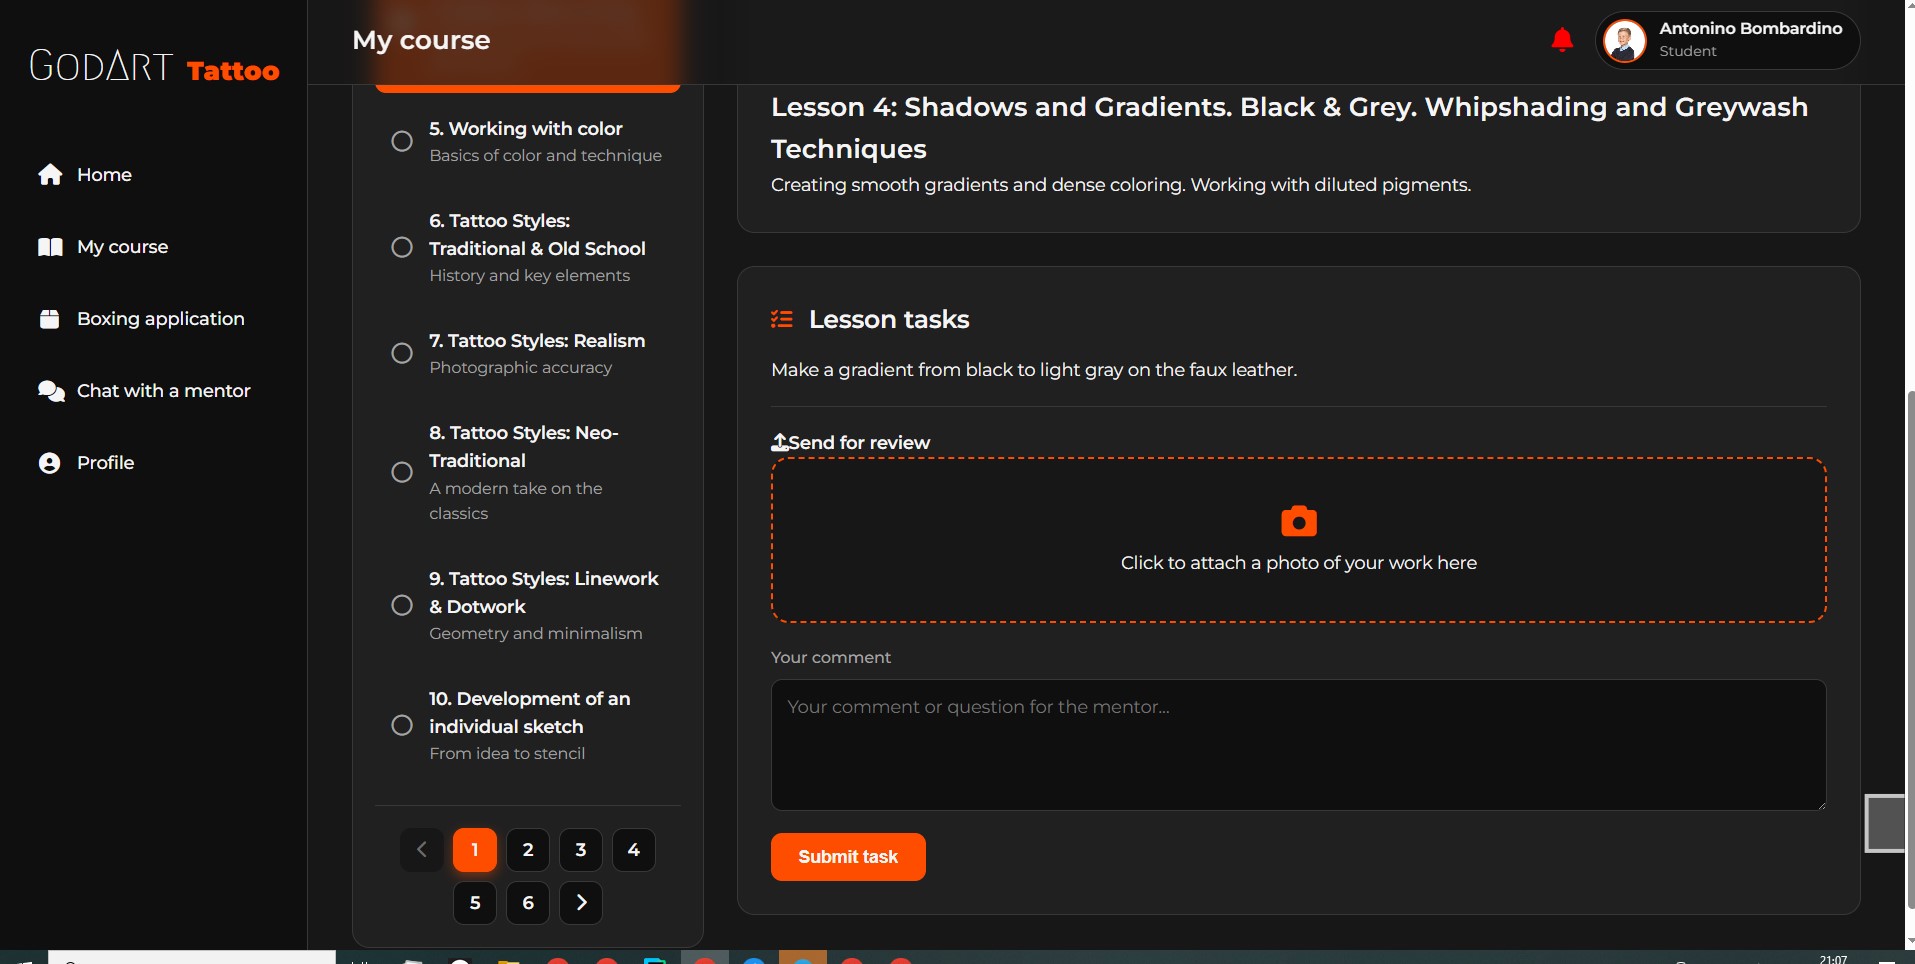 GODART Tattoo
Home
My course
Boxing application
Chat with a mentor
Profile
My course
Antonino Bombardino
Student
5. Working with color
Basics of color and technique
6. Tattoo Styles:
Traditional & Old School
History and key elements
7. Tattoo Styles: Realism
Photographic accuracy
8. Tattoo Styles: Neo-
Traditional
A modern take on the
classics
9. Tattoo Styles: Linework
& Dotwork
Geometry and minimalism
10. Development of an
individual sketch
From idea to stencil
1 2 3 4
5 6
Lesson 4: Shadows and Gradients. Black & Grey. Whipshading and Greywash
Techniques
Creating smooth gradients and dense coloring. Working with diluted pigments.
Lesson tasks
Make a gradient from black to light gray on the faux leather.
Send for review
Click to attach a photo of your work here
Your comment
Your comment or question for the mentor...
Submit task
21:07